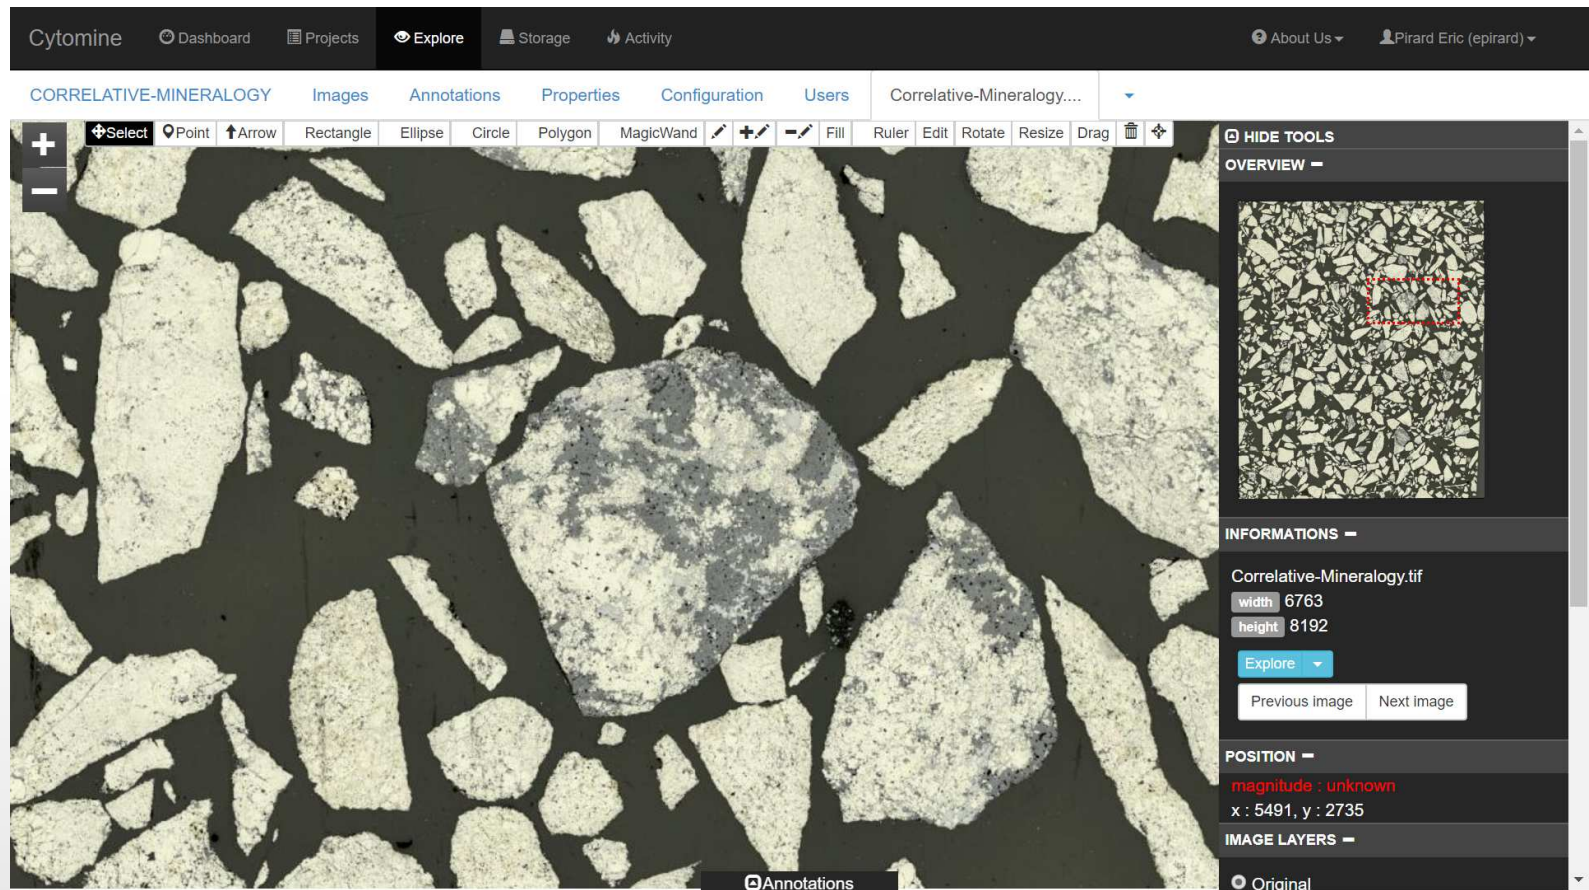 Cytomine Dashboard Projects Explore Storage Activity About Us Pirard Eric (epirard)
CORRELATIVE-MINERALOGY Images Annotations Properties Configuration Users Correlative-Mineralogy....
Select Point Arrow Rectangle Ellipse Circle Polygon MagicWand Fill Ruler Edit Rotate Resize Drag
HIDE TOOLS
OVERVIEW
INFORMATIONS
Correlative-Mineralogy.tif
width 6763
height 8192
Explore
Previous image Next image
POSITION
magnitude : unknown
x : 5491, y : 2735
IMAGE LAYERS
Original
Annotations